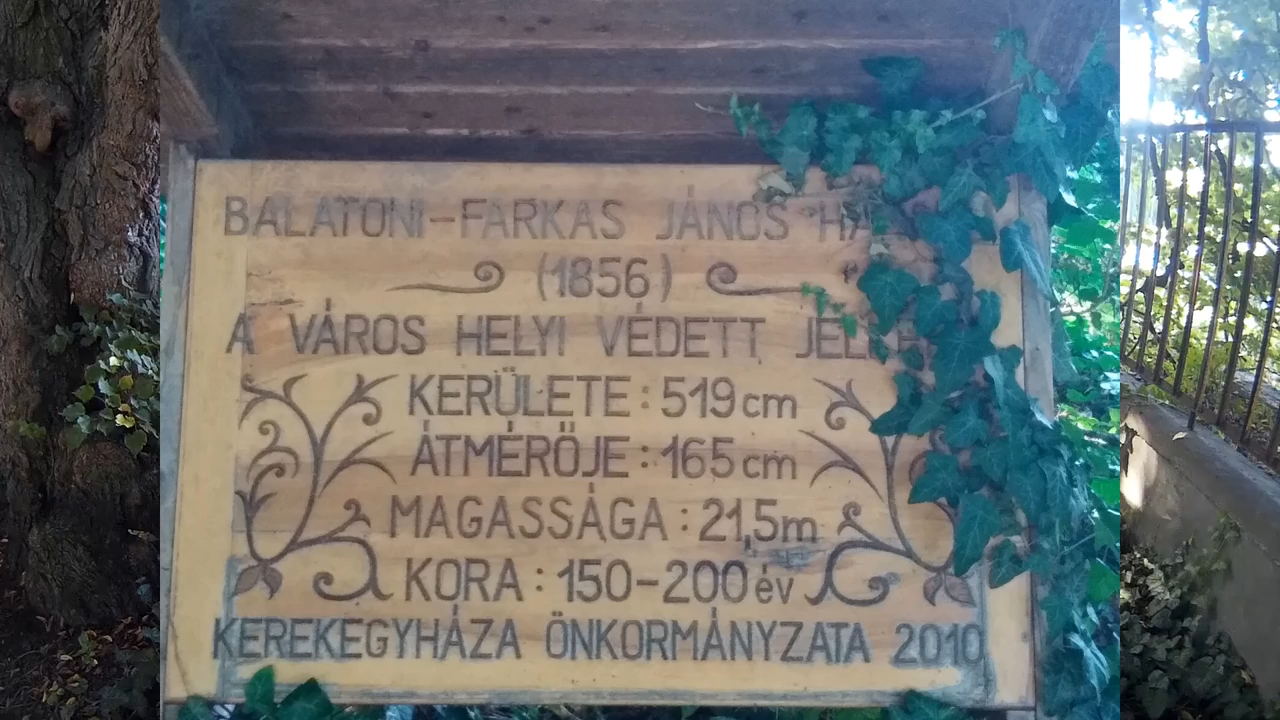 BALATONI-FARKAS JÁNOS
(1856)
A VÁROS HELYI VÉDETT
KERÜLETE: 519 cm
ÁTMÉRŐJE: 165 cm
MAGASSÁGA: 21,5m
KORA: 150-200 év
KEREKEGYHÁZA ÖNKORMÁNYZATA 2010